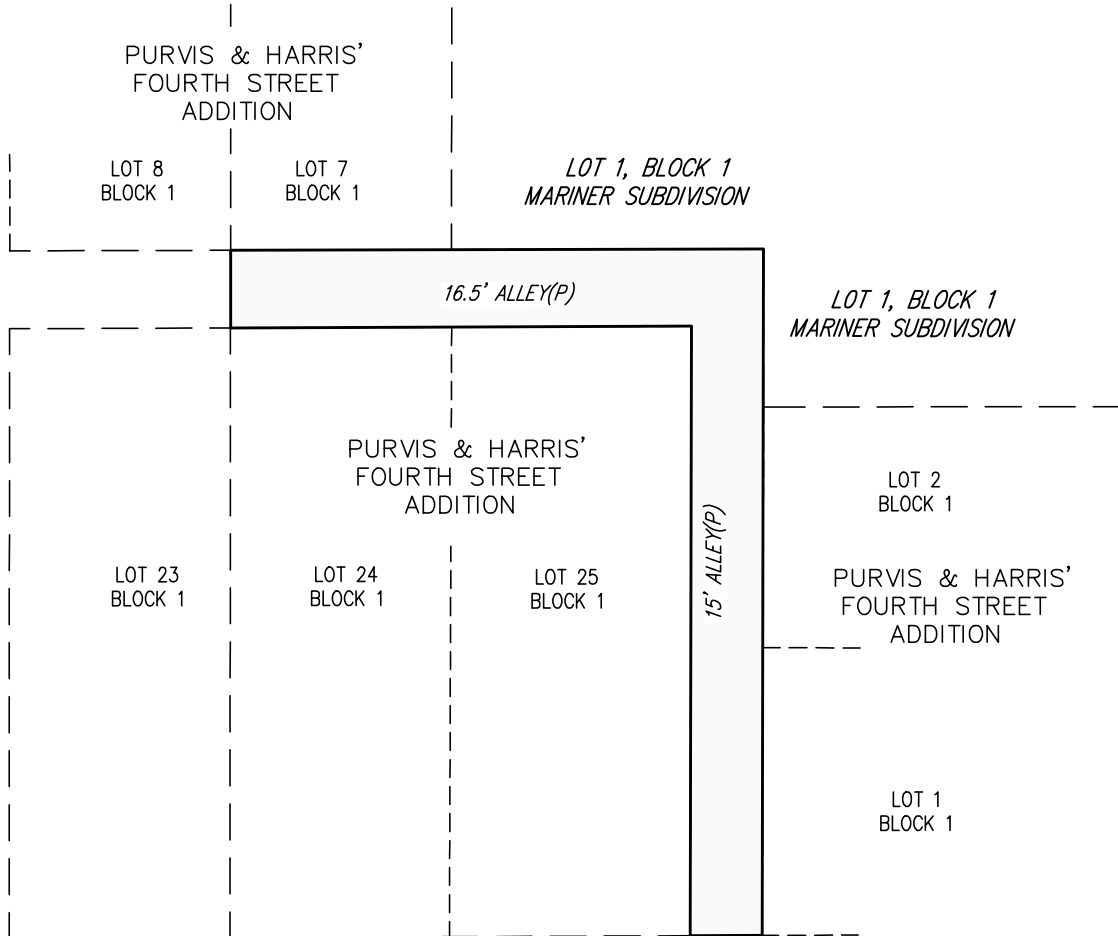 PURVIS & HARRIS'
FOURTH STREET
ADDITION
LOT 8
BLOCK 1
LOT 7
BLOCK 1
LOT 1, BLOCK 1
MARINER SUBDIVISION
16.5' ALLEY(P)
LOT 1, BLOCK 1
MARINER SUBDIVISION
PURVIS & HARRIS'
FOURTH STREET
ADDITION
LOT 2
BLOCK 1
15' ALLEY(P)
LOT 23
BLOCK 1
LOT 24
BLOCK 1
LOT 25
BLOCK 1
PURVIS & HARRIS'
FOURTH STREET
ADDITION
LOT 1
BLOCK 1